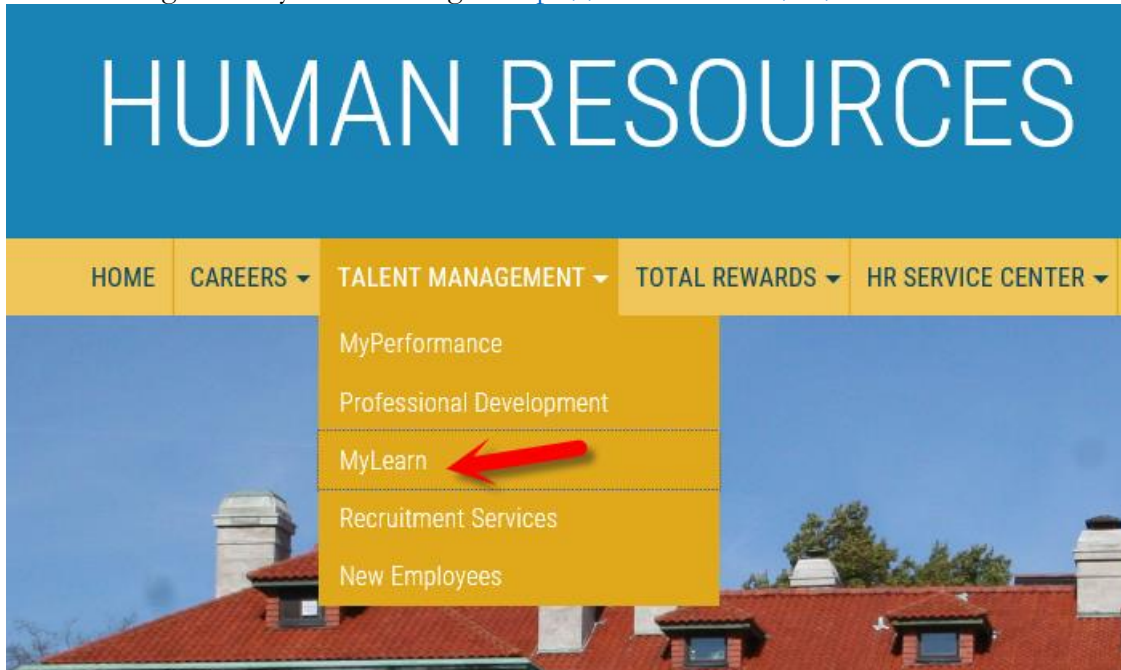 HUMAN RESOURCES
HOME CAREERS TALENT MANAGEMENT TOTAL REWARDS HR SERVICE CENTER
MyPerformance
Professional Development
MyLearn
Recruitment Services
New Employees